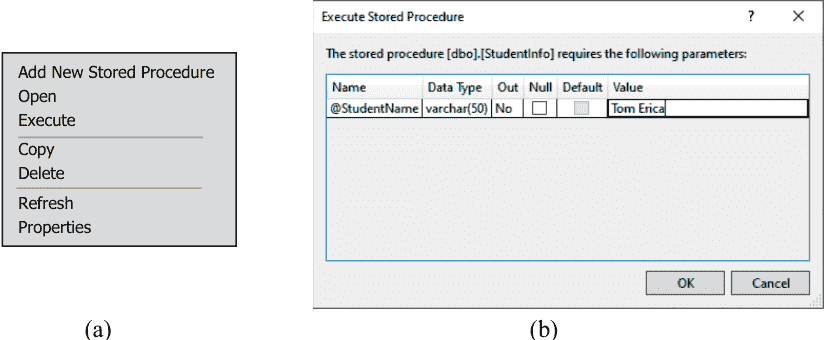 Add New Stored Procedure
Open
Execute
Copy
Delete
Refresh
Properties
(a)
Execute Stored Procedure
?
The stored procedure [dbo].[StudentInfo] requires the following parameters:
Name Data Type Out Null Default Value
@StudentName varchar(50) No Tom Erica
OK Cancel
(b)